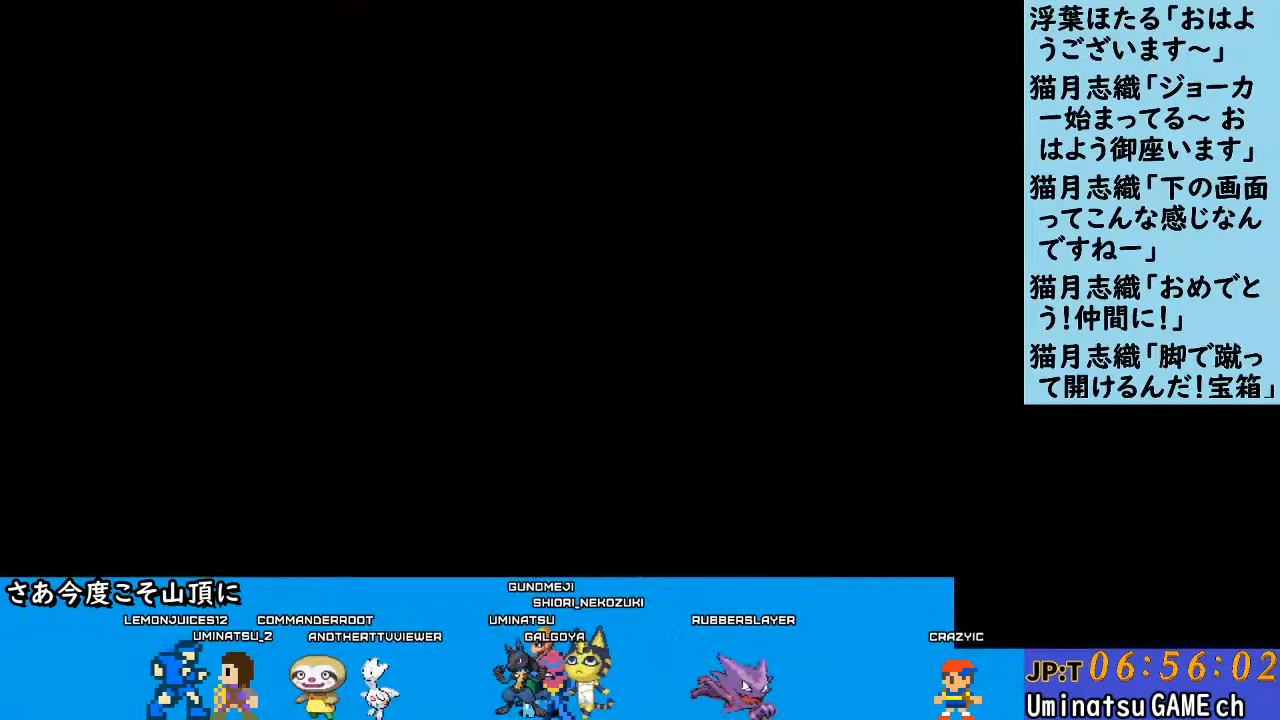 浮葉ほたる「おはよ
うございます～」
猫月志織「ジョーカ
ー始まってる～ お
はよう御座います」
猫月志織「下の画面
ってこんな感じなん
ですねー」
猫月志織「おめでと
う!仲間に!」
猫月志織「脚で蹴っ
て開けるんだ!宝箱」
さあ今度こそ山頂に
GUNOMEJI
SHIORI_NEKOZUKI
LEMONJUICES12
COMMANDERROOT
UMINATSU
RUBBERSLAYER
UMINATSU_2
ANOTHERTTVVIEWER
GALGOYA
CRAZYIC
JP:T 06:56:02
Uminatsu GAME ch